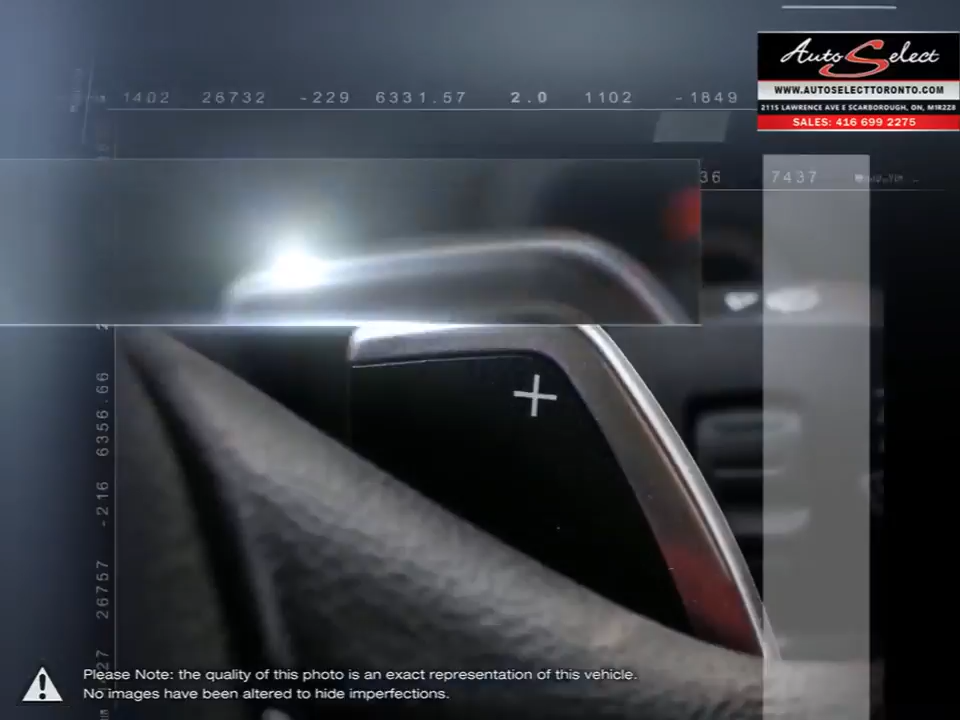 Auto Select
WWW.AUTOSELECTTORONTO.COM
2115 LAWRENCE AVE E SCARBOROUGH, ON, M1R2Z8
SALES: 416 699 2275
1402 26732 -229 6331.57 2.0 1102 -1849
36 7437
6356.66
-216
26757
27
+
Please Note: the quality of this photo is an exact representation of this vehicle.
No images have been altered to hide imperfections.